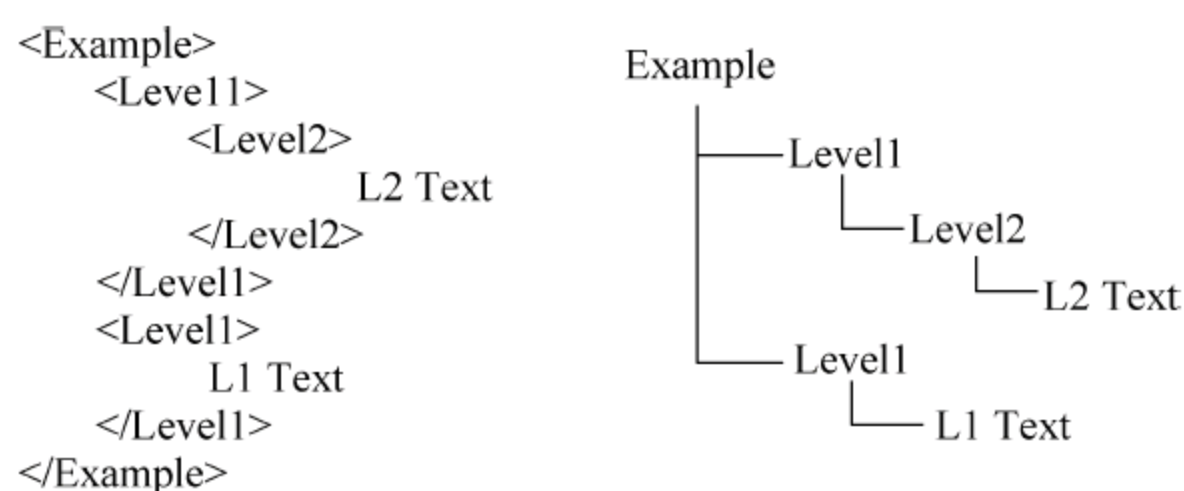 <Example>
<Level1>
<Level2>
L2 Text
</Level2>
</Level1>
<Level1>
L1 Text
</Level1>
</Example>
Example
Level1
Level2
L2 Text
Level1
L1 Text